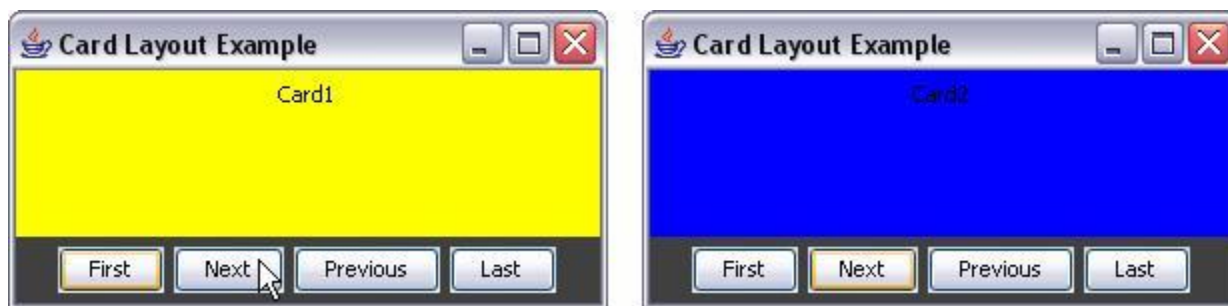 Card Layout Example
Card1
First Next Previous Last
Card Layout Example
Card2
First Next Previous Last